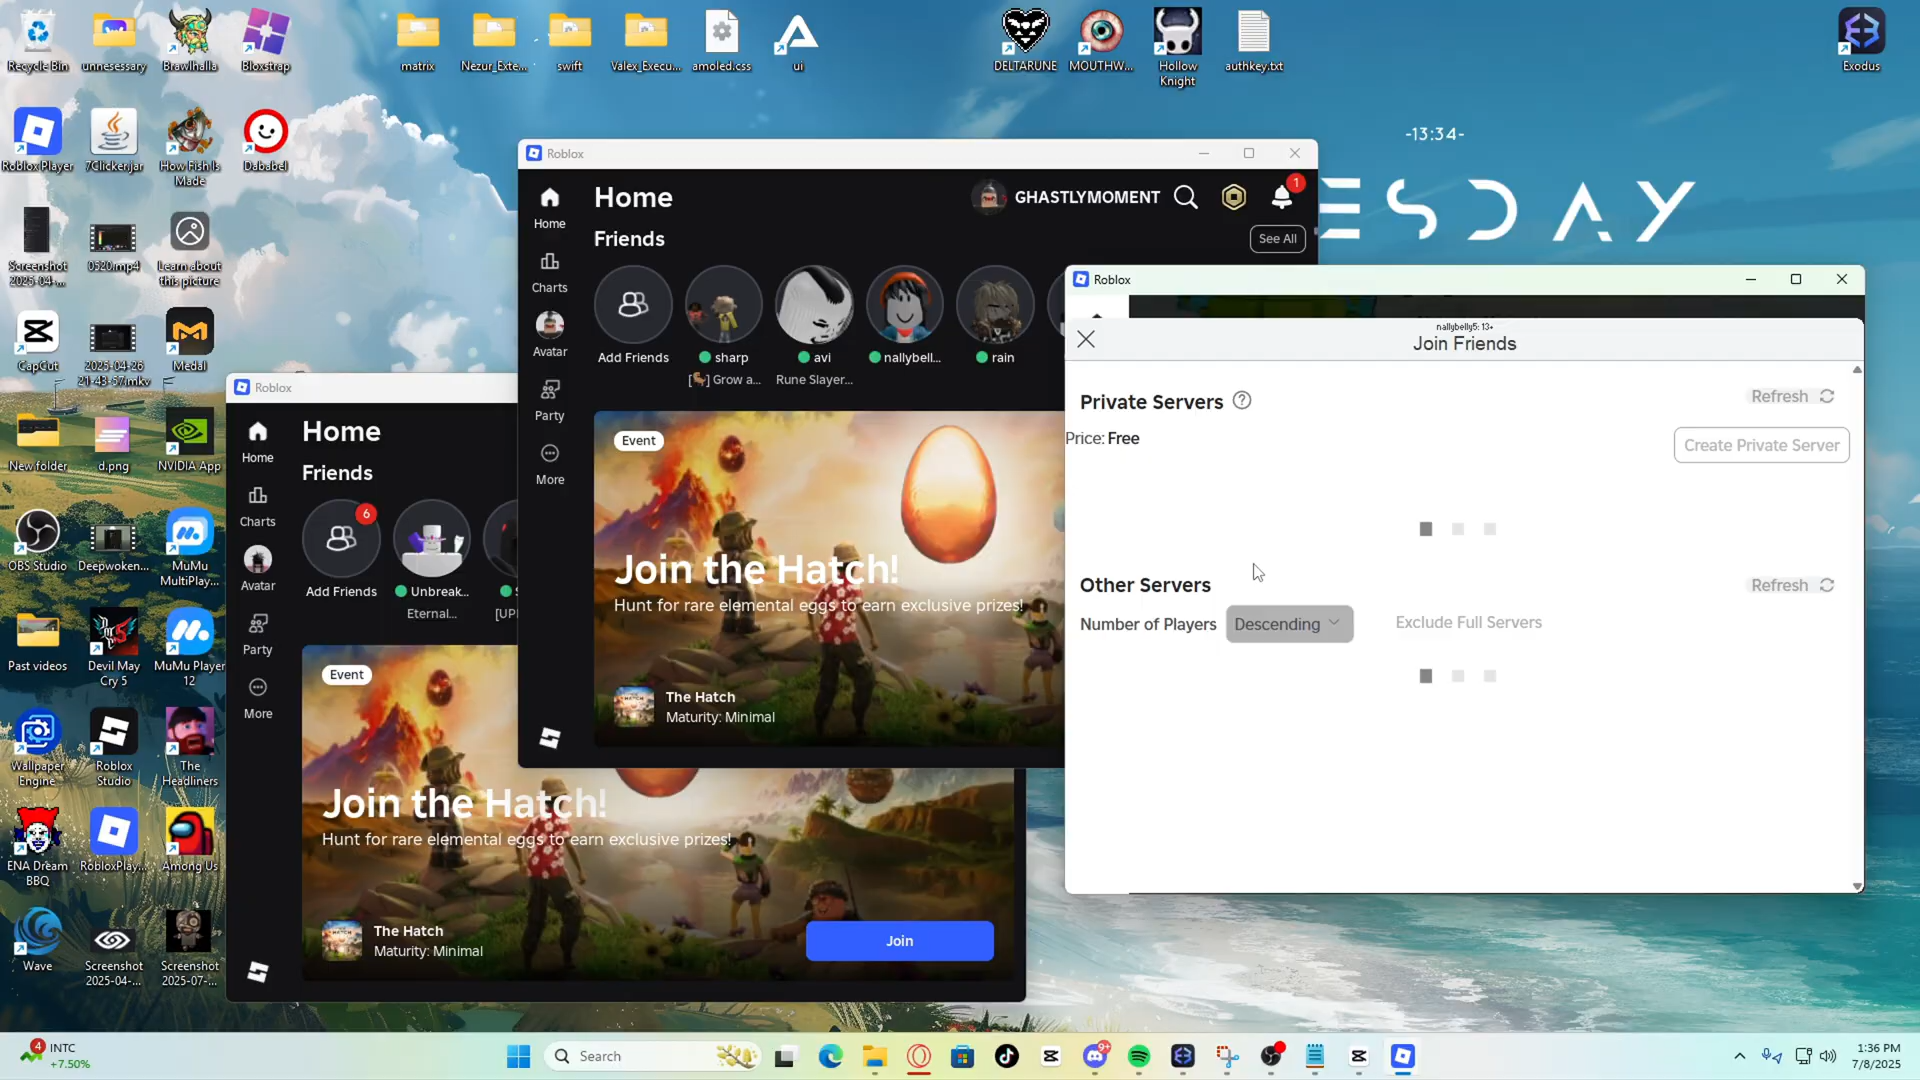 Recycle Bin
unnesessary
Brawlhalla
Bloxstrap
matrix
Nezur_Exte...
swift
Valex_Execu...
amoled.css
ui
DELTARUNE
MOUTHW...
Hollow
Knight
authkey.txt
Exodus
Roblox Player
7Clicker.jar
How Fish Is
Made
Dababel
-13:34-
ESDAY
Screenshot
2025-04-...
0520.mp4
Learn about
this picture
CapCut
2025-04-26
21-43-57.mkv
Medal
New folder
d.png
NVIDIA App
OBS Studio
Deepwoken...
MuMu
MultiPlay...
Past videos
Devil May
Cry 5
MuMu Player
12
Wallpaper
Engine
Roblox
Studio
The
Headliners
ENA Dream
BBQ
RobloxPlay...
Among Us
Wave
Screenshot
2025-04-...
Screenshot
2025-07-...
Roblox
Home
GHASTLYMOMENT
1
Home
Friends
See All
Charts
Avatar
Party
More
Add Friends
sharp
avi
nallybell...
rain
Grow a...
Rune Slayer...
Event
Join the Hatch!
Hunt for rare elemental eggs to earn exclusive prizes!
The Hatch
Maturity: Minimal
Roblox
Home
Home
Friends
Charts
Avatar
Party
More
6
Add Friends
Unbreak...
Eternal...
[UP
Event
Join the Hatch!
Hunt for rare elemental eggs to earn exclusive prizes!
The Hatch
Maturity: Minimal
Join
Roblox
nallybelly5: 13+
Join Friends
Private Servers
Refresh
Price: Free
Create Private Server
Other Servers
Refresh
Number of Players
Descending
Exclude Full Servers
4
INTC
+7.50%
Search
9+
1:36 PM
7/8/2025